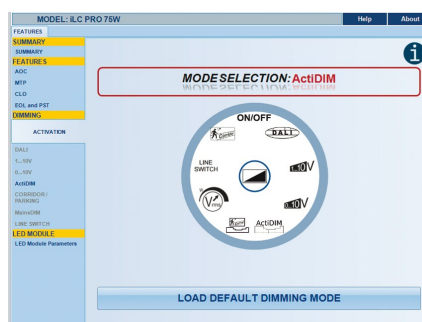 MODEL: iLC PRO 75W
Help
About
FEATURES
SUMMARY
SUMMARY
FEATURES
AOC
MTP
CLO
EOL and PST
DIMMING
ACTIVATION
DALI
1...10V
0...10V
ActiDIM
CORRIDOR /
PARKING
MainsDIM
LINE SWITCH
LED MODULE
LED Module Parameters
MODE SELECTION: ActiDIM
ON/OFF
Corridor
DALI
LINE
SWITCH
1..10V
0.10V
Vrms
ActiDIM
LOAD DEFAULT DIMMING MODE